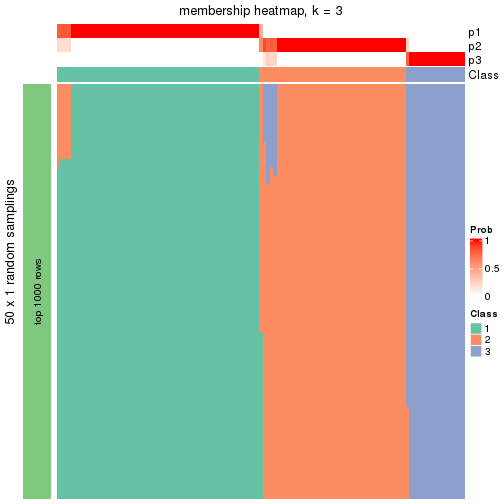 membership heatmap, k = 3
p1
p2
p3
Class
50 x 1 random samplings
top 1000 rows
Prob
1
0.5
0
Class
1
2
3